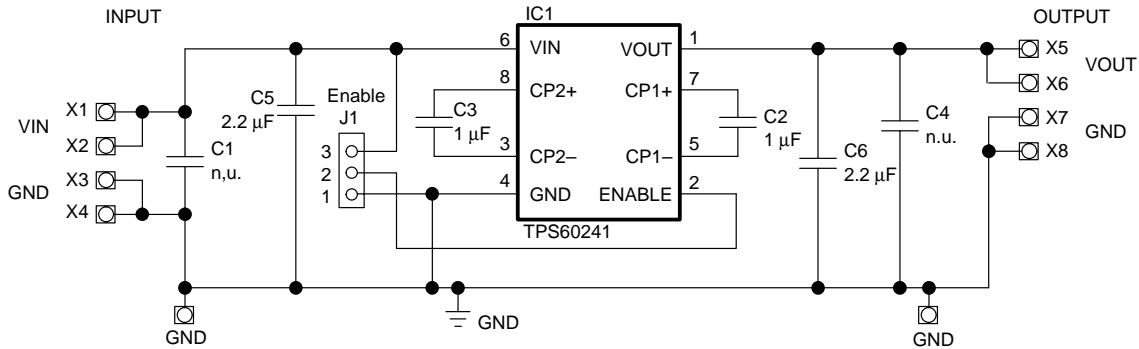 INPUT
IC1
OUTPUT
6
VIN
VOUT
1
X5
VOUT
X6
X7
GND
X8
8
CP2+
CP1+
7
X1
VIN
X2
C5
2.2 µF
Enable
J1
C3
1 µF
C2
1 µF
C4
n.u.
C1
n,u.
3
2
1
3
CP2–
CP1–
5
C6
2.2 µF
X3
GND
X4
4
GND
ENABLE
2
TPS60241
GND
GND
GND